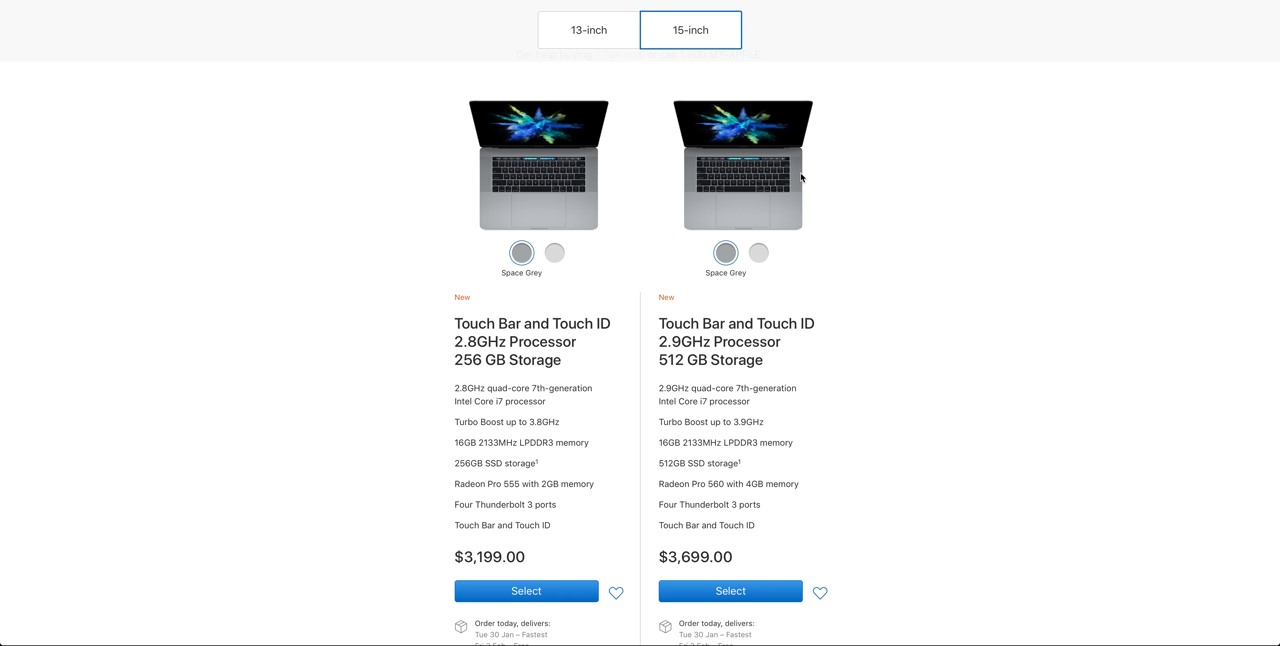 13-inch
15-inch
Space Grey
New
Touch Bar and Touch ID
2.8GHz Processor
256 GB Storage
2.8GHz quad-core 7th-generation
Intel Core i7 processor
Turbo Boost up to 3.8GHz
16GB 2133MHz LPDDR3 memory
256GB SSD storage¹
Radeon Pro 555 with 2GB memory
Four Thunderbolt 3 ports
Touch Bar and Touch ID
$3,199.00
Select
Order today, delivers:
Tue 30 Jan – Fastest
Space Grey
New
Touch Bar and Touch ID
2.9GHz Processor
512 GB Storage
2.9GHz quad-core 7th-generation
Intel Core i7 processor
Turbo Boost up to 3.9GHz
16GB 2133MHz LPDDR3 memory
512GB SSD storage¹
Radeon Pro 560 with 4GB memory
Four Thunderbolt 3 ports
Touch Bar and Touch ID
$3,699.00
Select
Order today, delivers:
Tue 30 Jan – Fastest